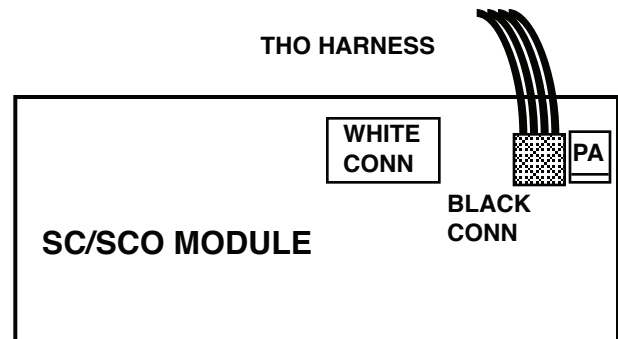 THO HARNESS
WHITE
CONN
PA
BLACK
CONN
SC/SCO MODULE